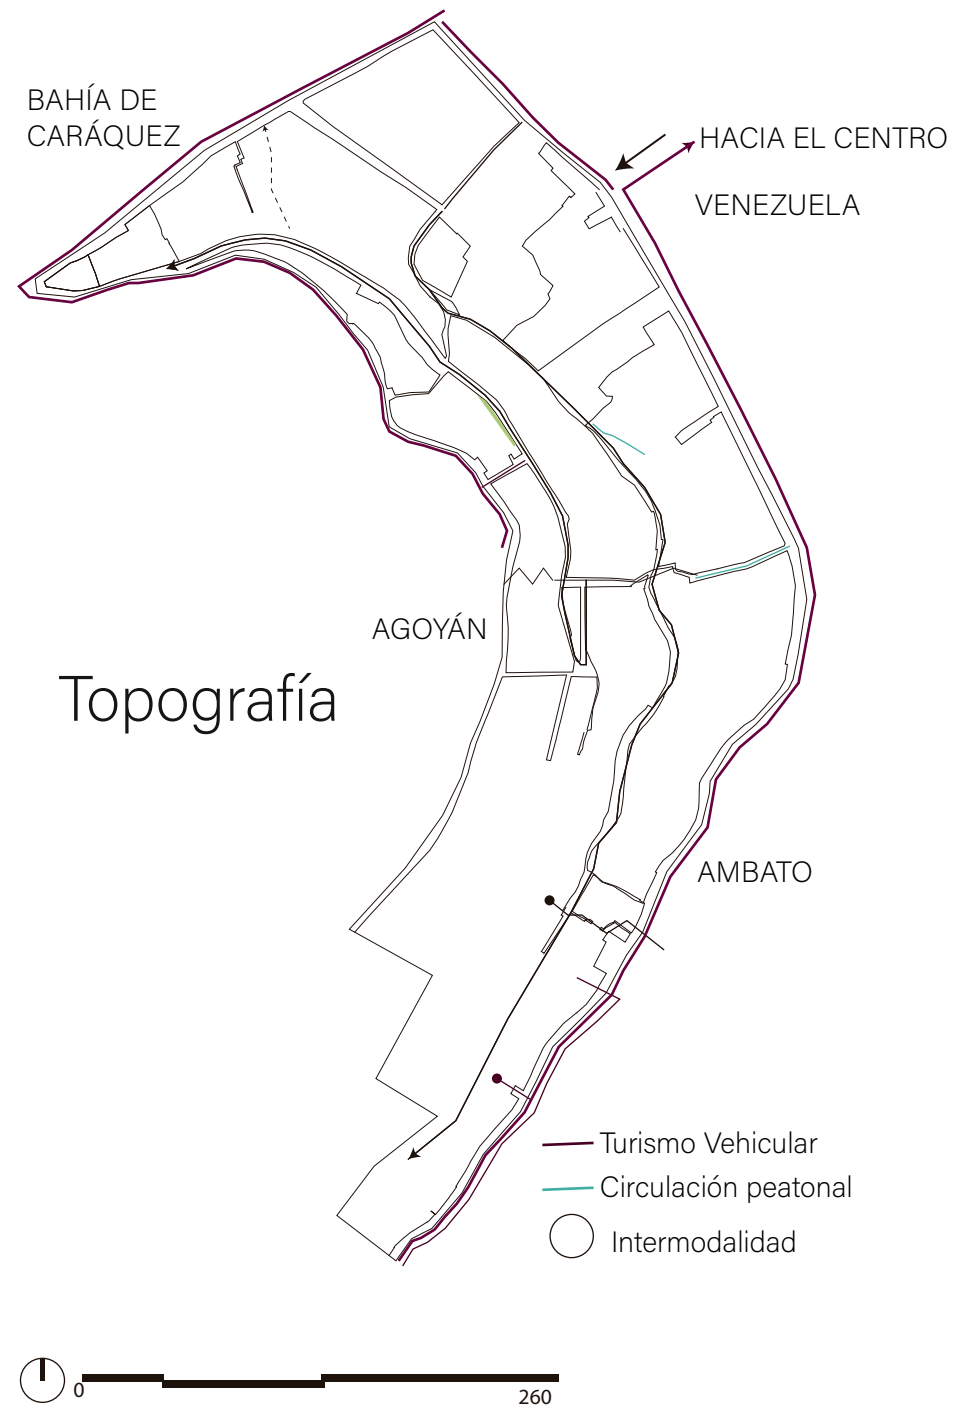 BAHÍA DE
CARÁQUEZ
HACIA EL CENTRO
VENEZUELA
AGOYÁN
Topografía
AMBATO
Turismo Vehicular
Circulación peatonal
Intermodalidad
0
260